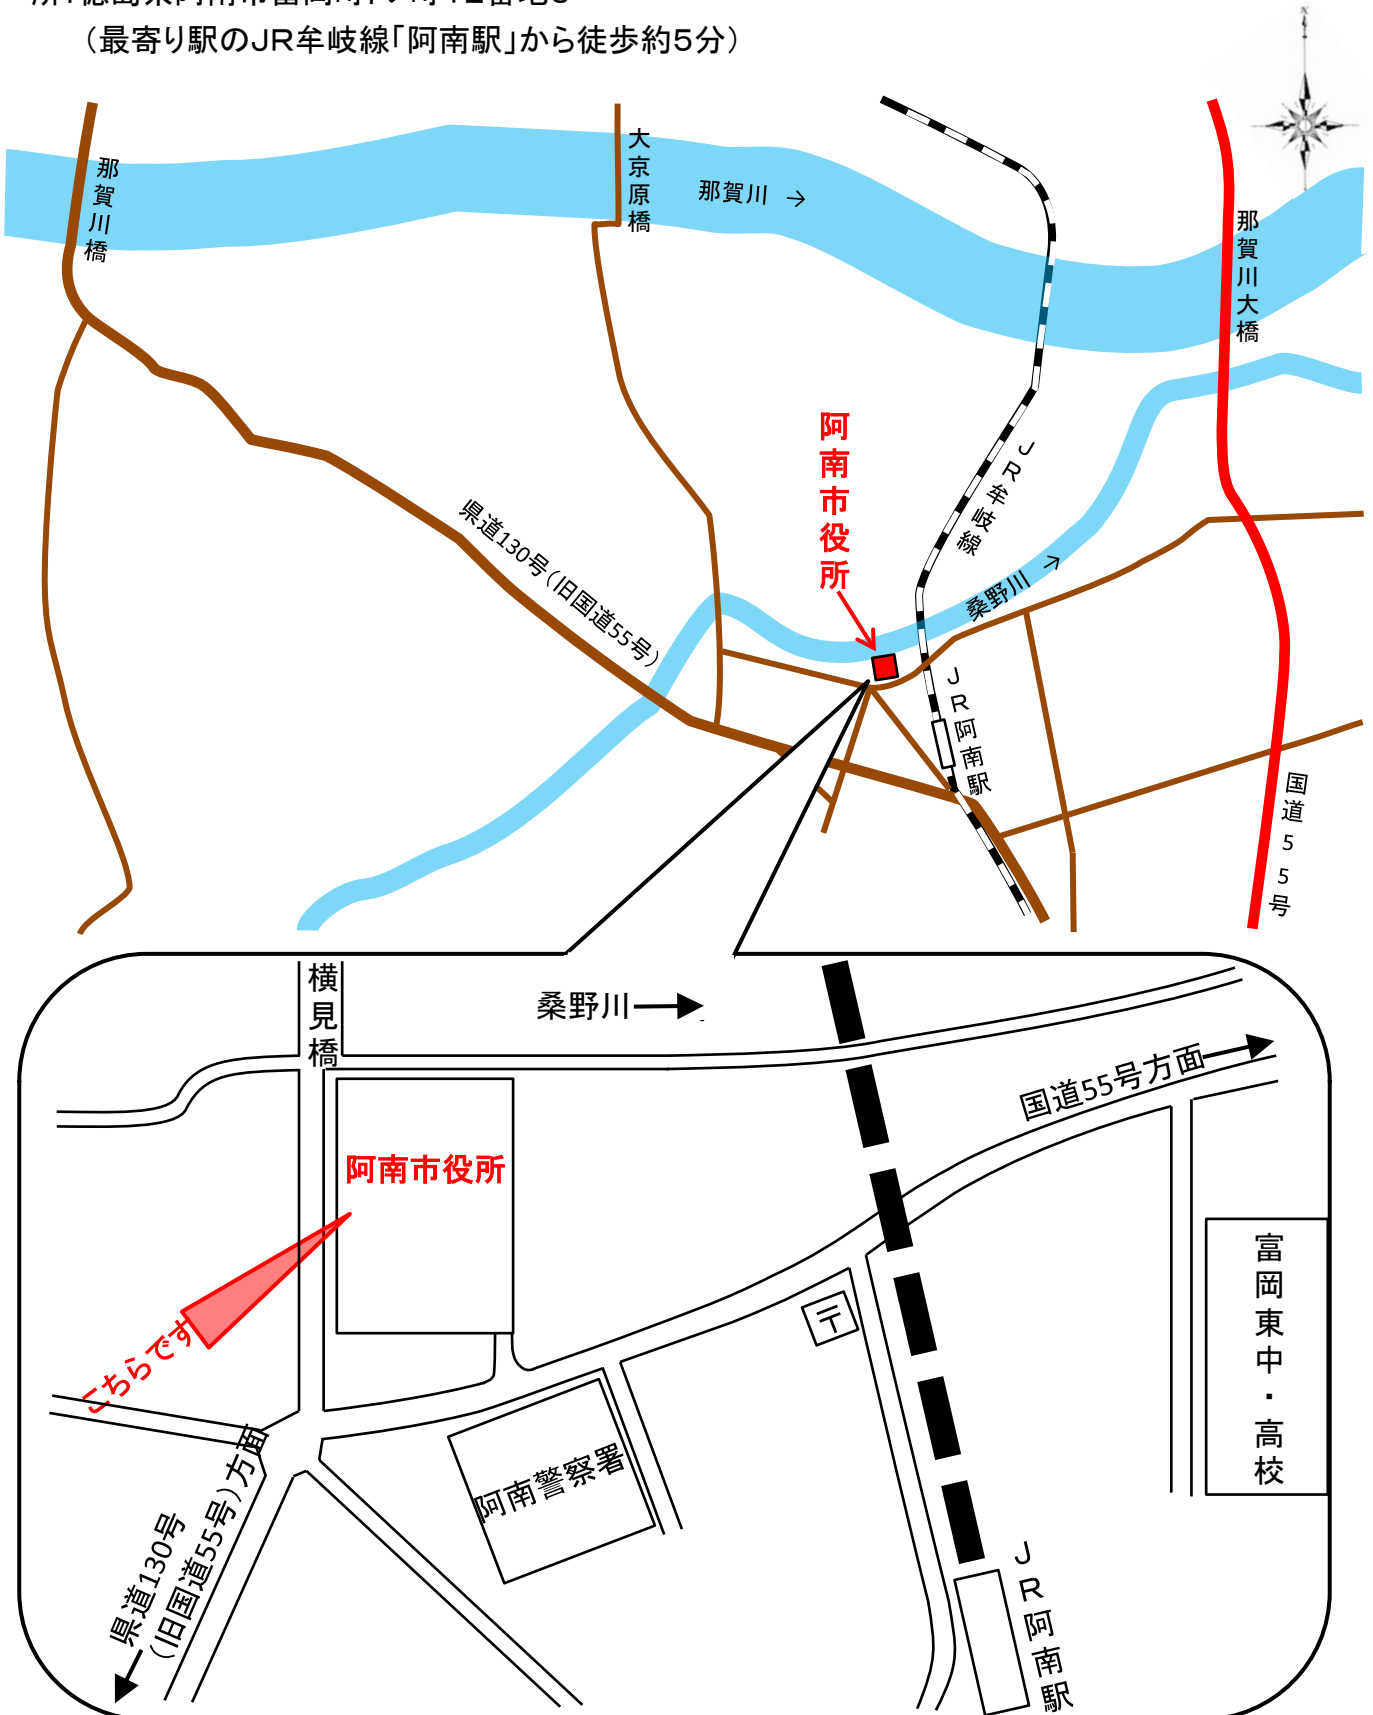 （最寄り駅のＪＲ牟岐線「阿南駅」から徒歩約５分）
那賀川橋
大京原橋
那賀川 →
那賀川大橋
阿南市役所
ＪＲ牟岐線
県道130号（旧国道55号）
桑野川 →
ＪＲ阿南駅
国道５５号
横見橋
桑野川
国道55号方面
阿南市役所
こちらです
〒
富岡東中・高校
阿南警察署
県道130号
（旧国道55号）方面
ＪＲ阿南駅